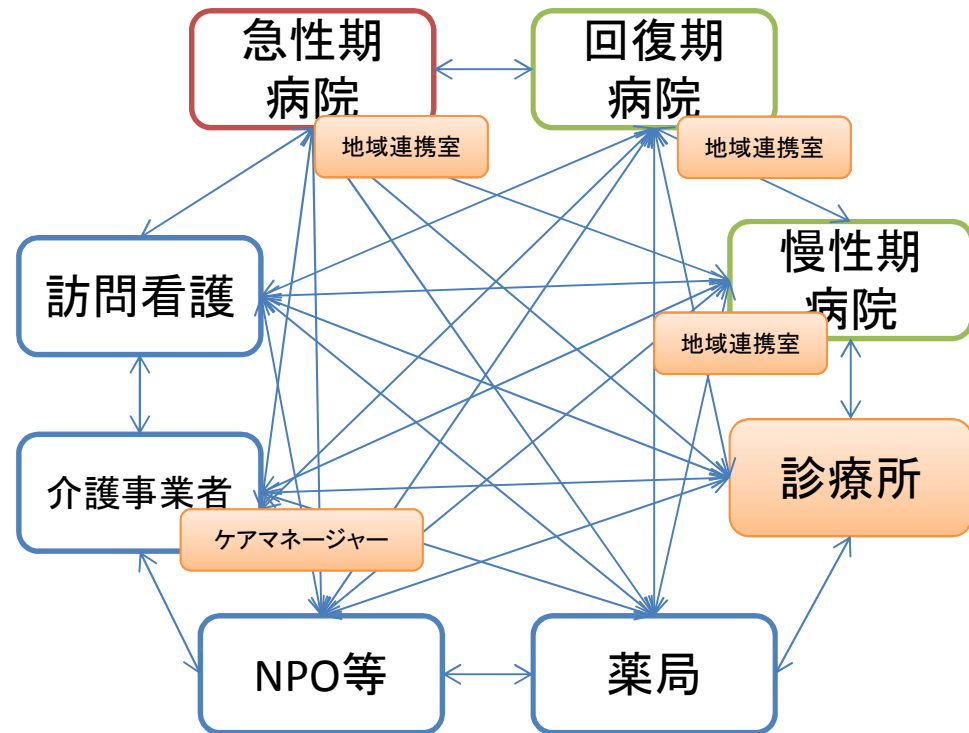 急性期
病院
地域連携室
回復期
病院
地域連携室
訪問看護
慢性期
病院
地域連携室
介護事業者
ケアマネージャー
診療所
NPO等
薬局